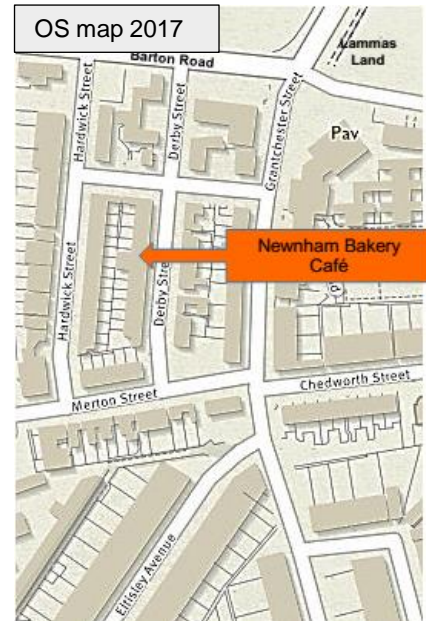 OS map 2017
Lammas
Land
Barton Road
Hardwick Street
Derby Street
Grantchester Street
Pav
Newnham Bakery
Café
Hardwick Street
Derby Stre
Merton Street
Chedworth Street
Eltisley Avenue